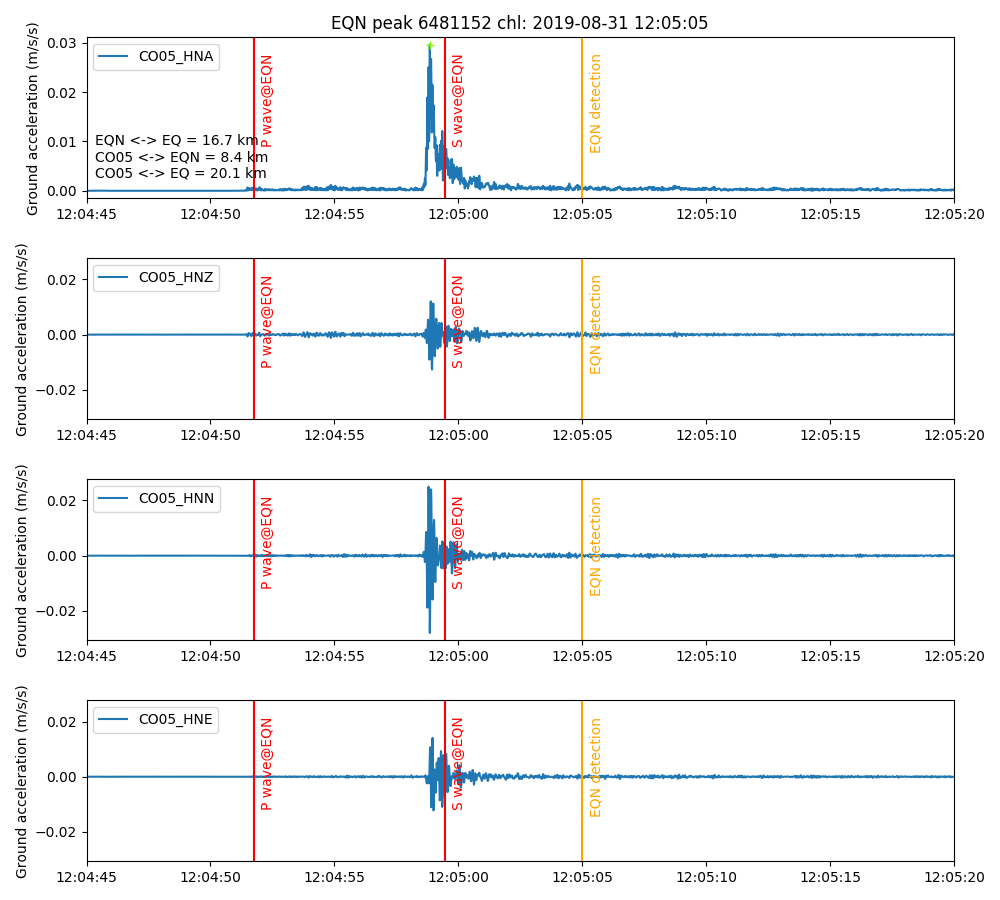 EQN peak 6481152 chl: 2019-08-31 12:05:05
Ground acceleration (m/s/s)
0.03
0.02
0.01
0.00
CO05_HNA
EQN <-> EQ = 16.7 km
CO05 <-> EQN = 8.4 km
CO05 <-> EQ = 20.1 km
P wave@EQN
S wave@EQN
EQN detection
12:04:45 12:04:50 12:04:55 12:05:00 12:05:05 12:05:10 12:05:15 12:05:20
Ground acceleration (m/s/s)
0.02
0.00
−0.02
CO05_HNZ
P wave@EQN
S wave@EQN
EQN detection
12:04:45 12:04:50 12:04:55 12:05:00 12:05:05 12:05:10 12:05:15 12:05:20
Ground acceleration (m/s/s)
0.02
0.00
−0.02
CO05_HNN
P wave@EQN
S wave@EQN
EQN detection
12:04:45 12:04:50 12:04:55 12:05:00 12:05:05 12:05:10 12:05:15 12:05:20
Ground acceleration (m/s/s)
0.02
0.00
−0.02
CO05_HNE
P wave@EQN
S wave@EQN
EQN detection
12:04:45 12:04:50 12:04:55 12:05:00 12:05:05 12:05:10 12:05:15 12:05:20